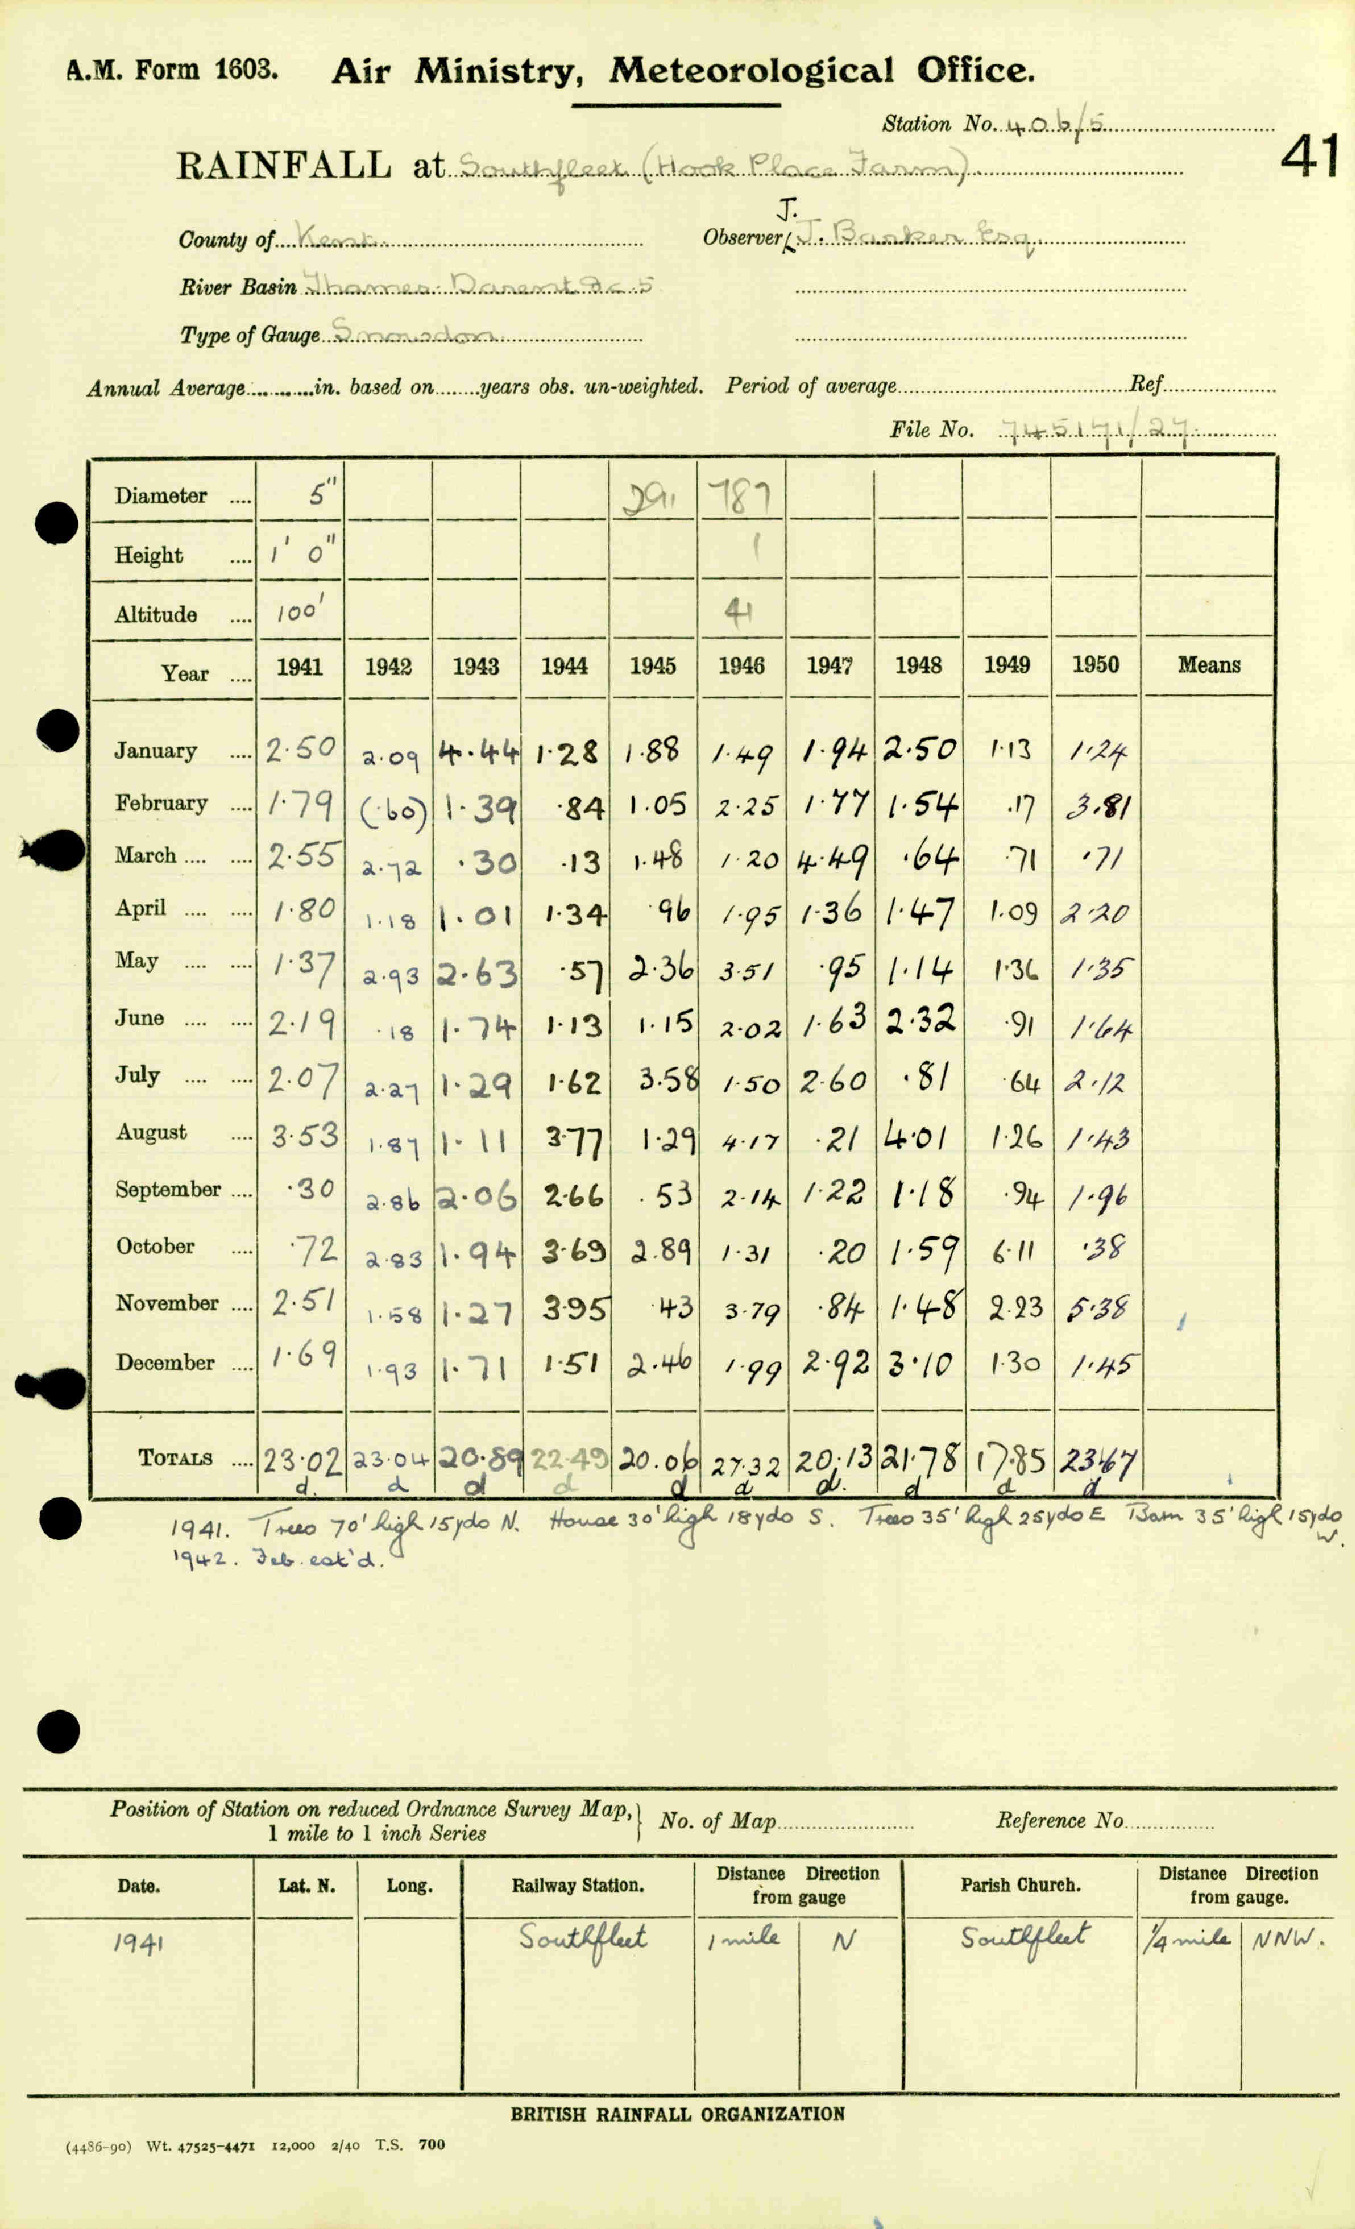 A.M. Form 1603. Air Ministry, Meteorological Office.
Station No. 406/5
41
RAINFALL at Southfleet (Hook Place Farm)
J.
County of Kent. Observer J. Barker Esq.
River Basin Thames. Darent &c. 5
Type of Gauge Snowdon
Annual Average in. based on years obs. un-weighted. Period of average Ref.
File No. 745171/27
Diameter 5" 291 787
Height 1' 0" 1
Altitude 100' 41
Year 1941 1942 1943 1944 1945 1946 1947 1948 1949 1950 Means
January 2·50 2·09 4·44 1·28 1·88 1·49 1·94 2·50 1·13 1·24
February 1·79 (·60) 1·39 ·84 1·05 2·25 1·77 1·54 ·17 3·81
March 2·55 2·72 ·30 ·13 1·48 1·20 4·49 ·64 ·71 ·71
April 1·80 1·18 1·01 1·34 ·96 1·95 1·36 1·47 1·09 2·20
May 1·37 2·93 2·63 ·57 2·36 3·51 ·95 1·14 1·36 1·35
June 2·19 ·18 1·74 1·13 1·15 2·02 1·63 2·32 ·91 1·64
July 2·07 2·27 1·29 1·62 3·58 1·50 2·60 ·81 ·64 2·12
August 3·53 1·87 1·11 3·77 1·29 4·17 ·21 4·01 1·26 1·43
September ·30 2·86 2·06 2·66 ·53 2·14 1·22 1·18 ·94 1·96
October ·72 2·83 1·94 3·69 2·89 1·31 ·20 1·59 6·11 ·38
November 2·51 1·58 1·27 3·95 ·43 3·79 ·84 1·48 2·23 5·38
December 1·69 1·93 1·71 1·51 2·46 1·99 2·92 3·10 1·30 1·45
TOTALS 23·02 23·04 20·89 22·49 20·06 27·32 20·13 21·78 17·85 23·67
d. d d d d d d. d d d
1941. Trees 70' high 15yds N. House 30' high 18yds S. Trees 35' high 25yds E Barn 35' high 15yds
W.
1942. Feb. est'd.
Position of Station on reduced Ordnance Survey Map, No. of Map Reference No.
1 mile to 1 inch Series
Date. Lat. N. Long. Railway Station. Distance from gauge Direction Parish Church. Distance from gauge. Direction
1941 Southfleet 1 mile N Southfleet 1/4 mile NNW.
BRITISH RAINFALL ORGANIZATION
(4486-90) Wt. 47525-4471 12,000 2/40 T.S. 700